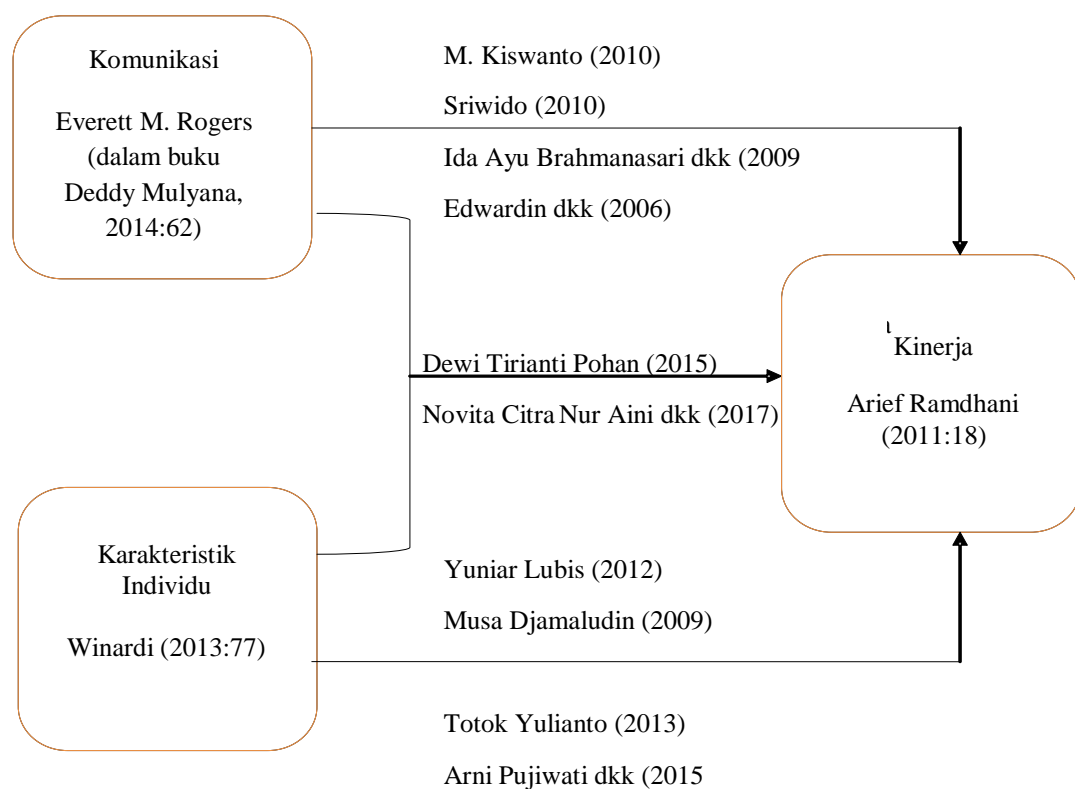 Komunikasi
Everett M. Rogers
(dalam buku
Deddy Mulyana,
2014:62)
M. Kiswanto (2010)
Sriwido (2010)
Ida Ayu Brahmanasari dkk (2009
Edwardin dkk (2006)
Dewi Tirianti Pohan (2015)
Novita Citra Nur Aini dkk (2017)
Kinerja
Arief Ramdhani
(2011:18)
Karakteristik
Individu
Winardi (2013:77)
Yuniar Lubis (2012)
Musa Djamaludin (2009)
Totok Yulianto (2013)
Arni Pujiwati dkk (2015